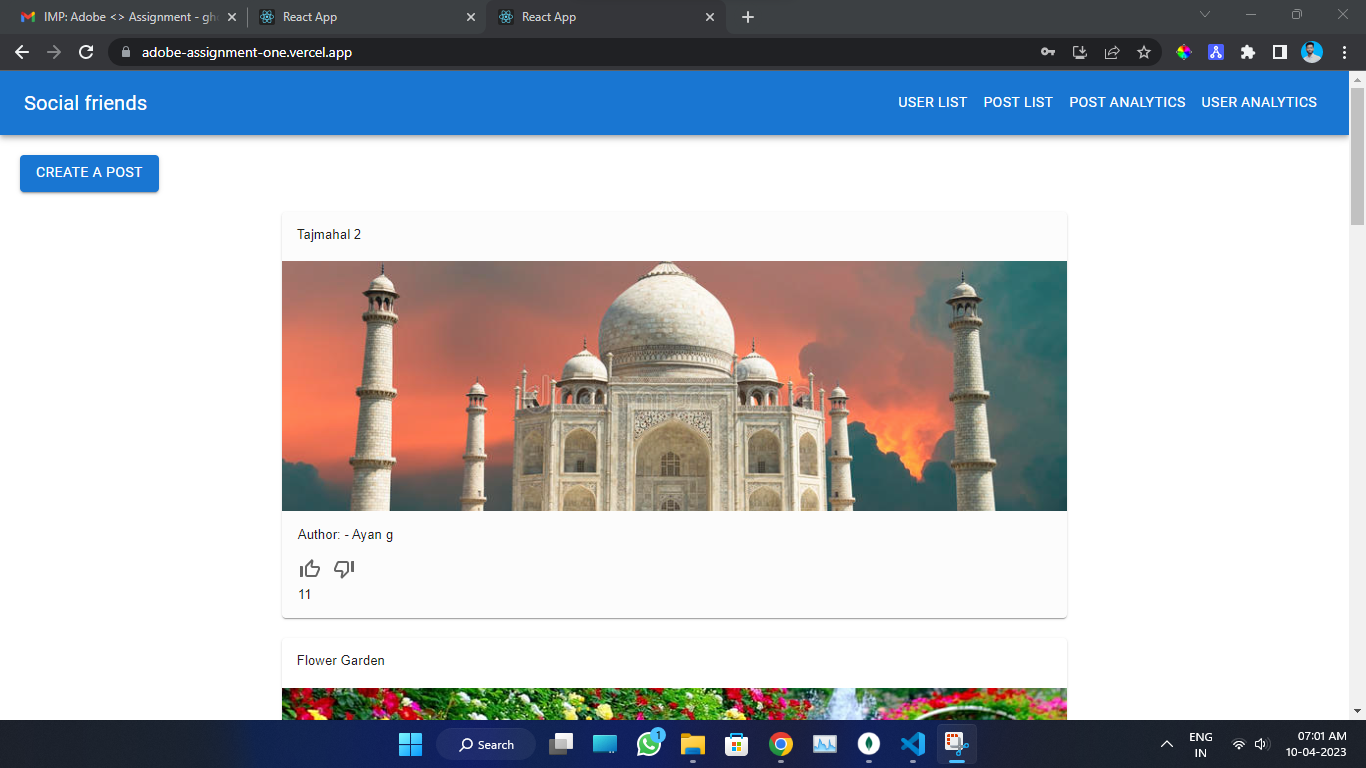 IMP: Adobe <> Assignment - gh
React App
React App
adobe-assignment-one.vercel.app
Social friends
USER LIST
POST LIST
POST ANALYTICS
USER ANALYTICS
CREATE A POST
Tajmahal 2
Author: - Ayan g
11
Flower Garden
Search
1
ENG
IN
07:01 AM
10-04-2023